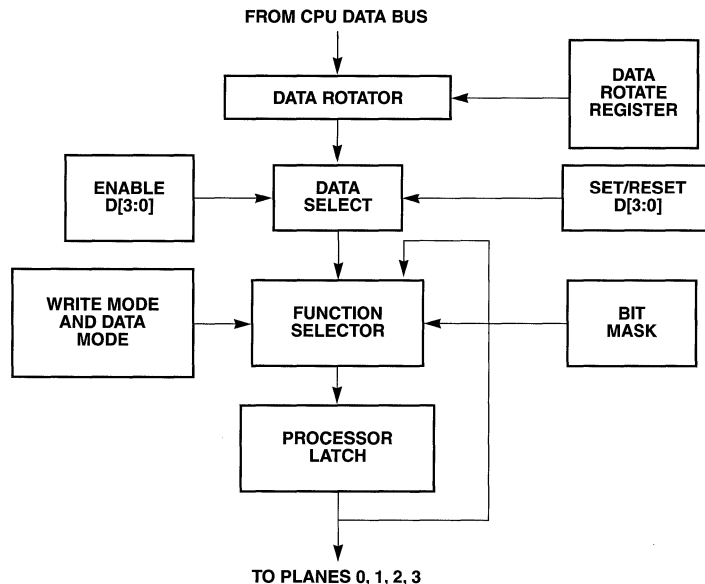 FROM CPU DATA BUS
DATA ROTATOR
DATA
ROTATE
REGISTER
ENABLE
D[3:0]
DATA
SELECT
SET/RESET
D[3:0]
WRITE MODE
AND DATA
MODE
FUNCTION
SELECTOR
BIT
MASK
PROCESSOR
LATCH
TO PLANES 0, 1, 2, 3